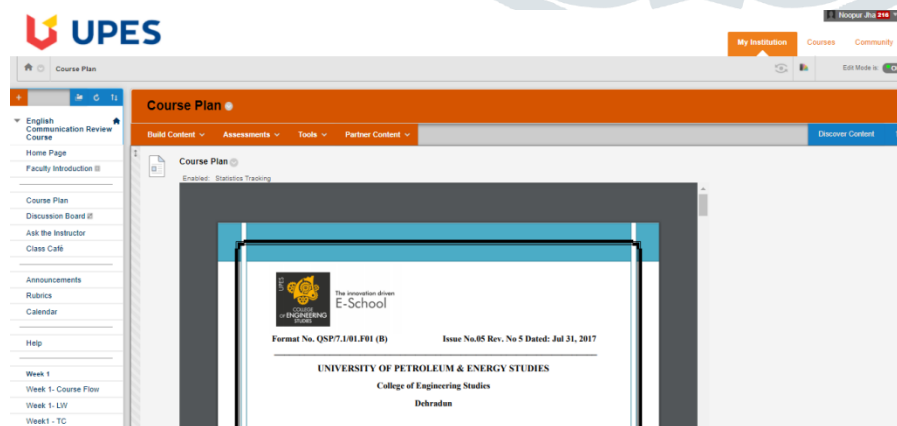 UPES
Noopur Jha 216
My Institution
Courses
Community
Course Plan
Edit Mode is:
Course Plan
Build Content
Assessments
Tools
Partner Content
Discover Content
English
Communication Review
Course
Home Page
Faculty Introduction
Course Plan
Discussion Board
Ask the Instructor
Class Café
Announcements
Rubrics
Calendar
Help
Week 1
Week 1- Course Flow
Week 1- LW
Week1 - TC
Course Plan
Enabled: Statistics Tracking
UPES
COLLEGE
OF ENGINEERING
STUDIES
The innovation driven
E-School
Format No. QSP/7.1/01.F01 (B) Issue No.05 Rev. No 5 Dated: Jul 31, 2017
UNIVERSITY OF PETROLEUM & ENERGY STUDIES
College of Engineering Studies
Dehradun